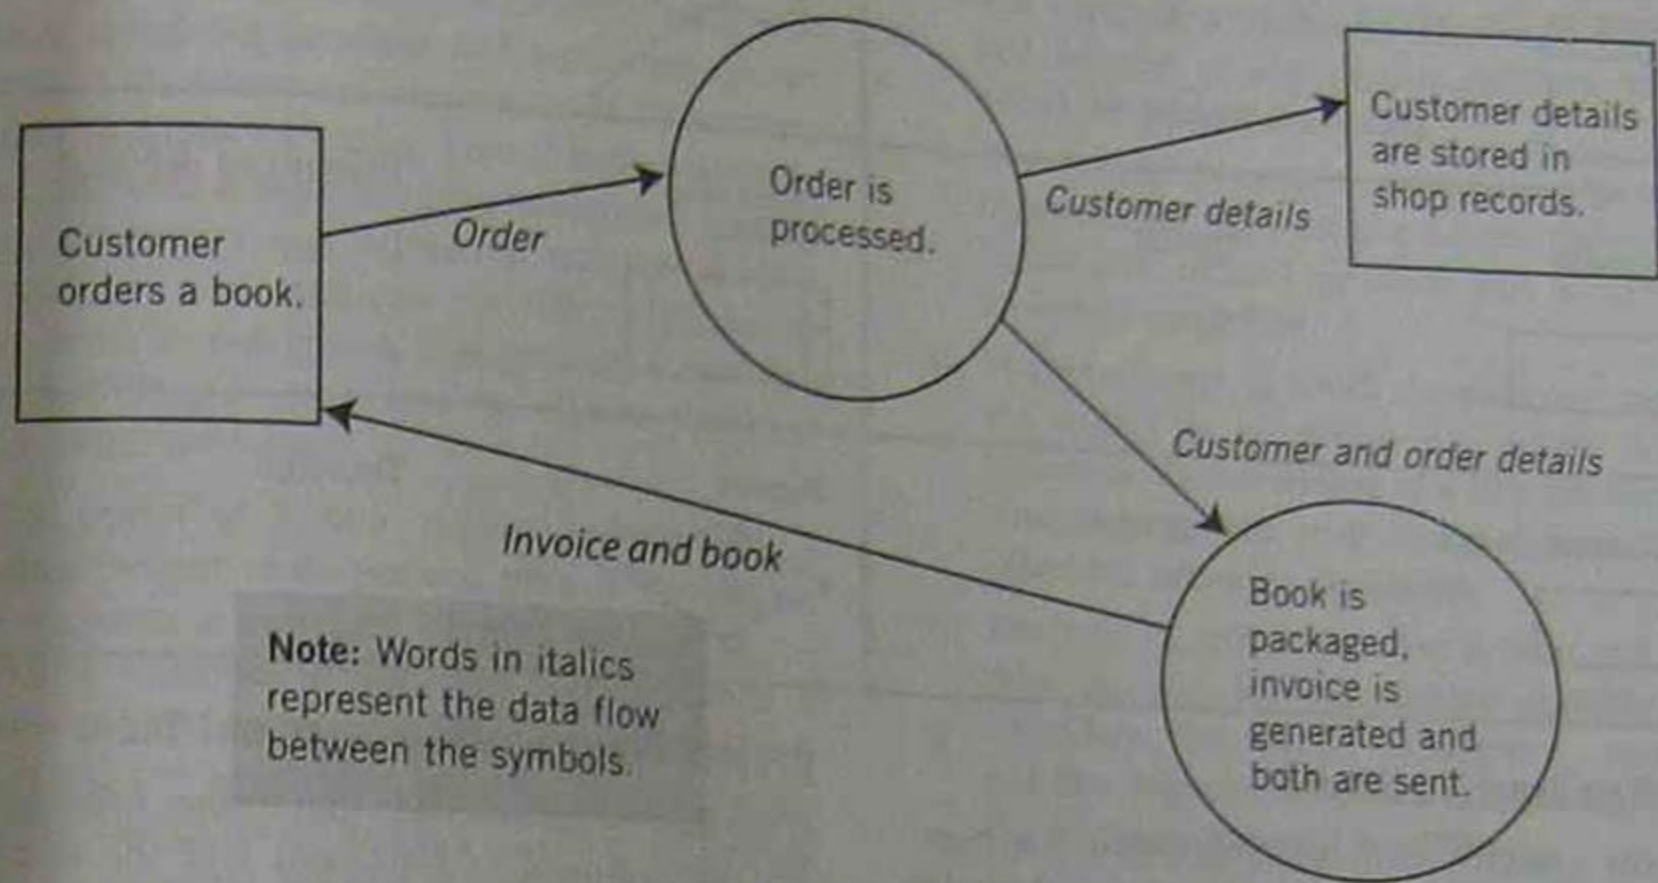 Customer
orders a book.
Order
Order is
processed.
Customer details
Customer details
are stored in
shop records.
Customer and order details
Invoice and book
Book is
packaged,
invoice is
generated and
both are sent.
Note: Words in italics
represent the data flow
between the symbols.